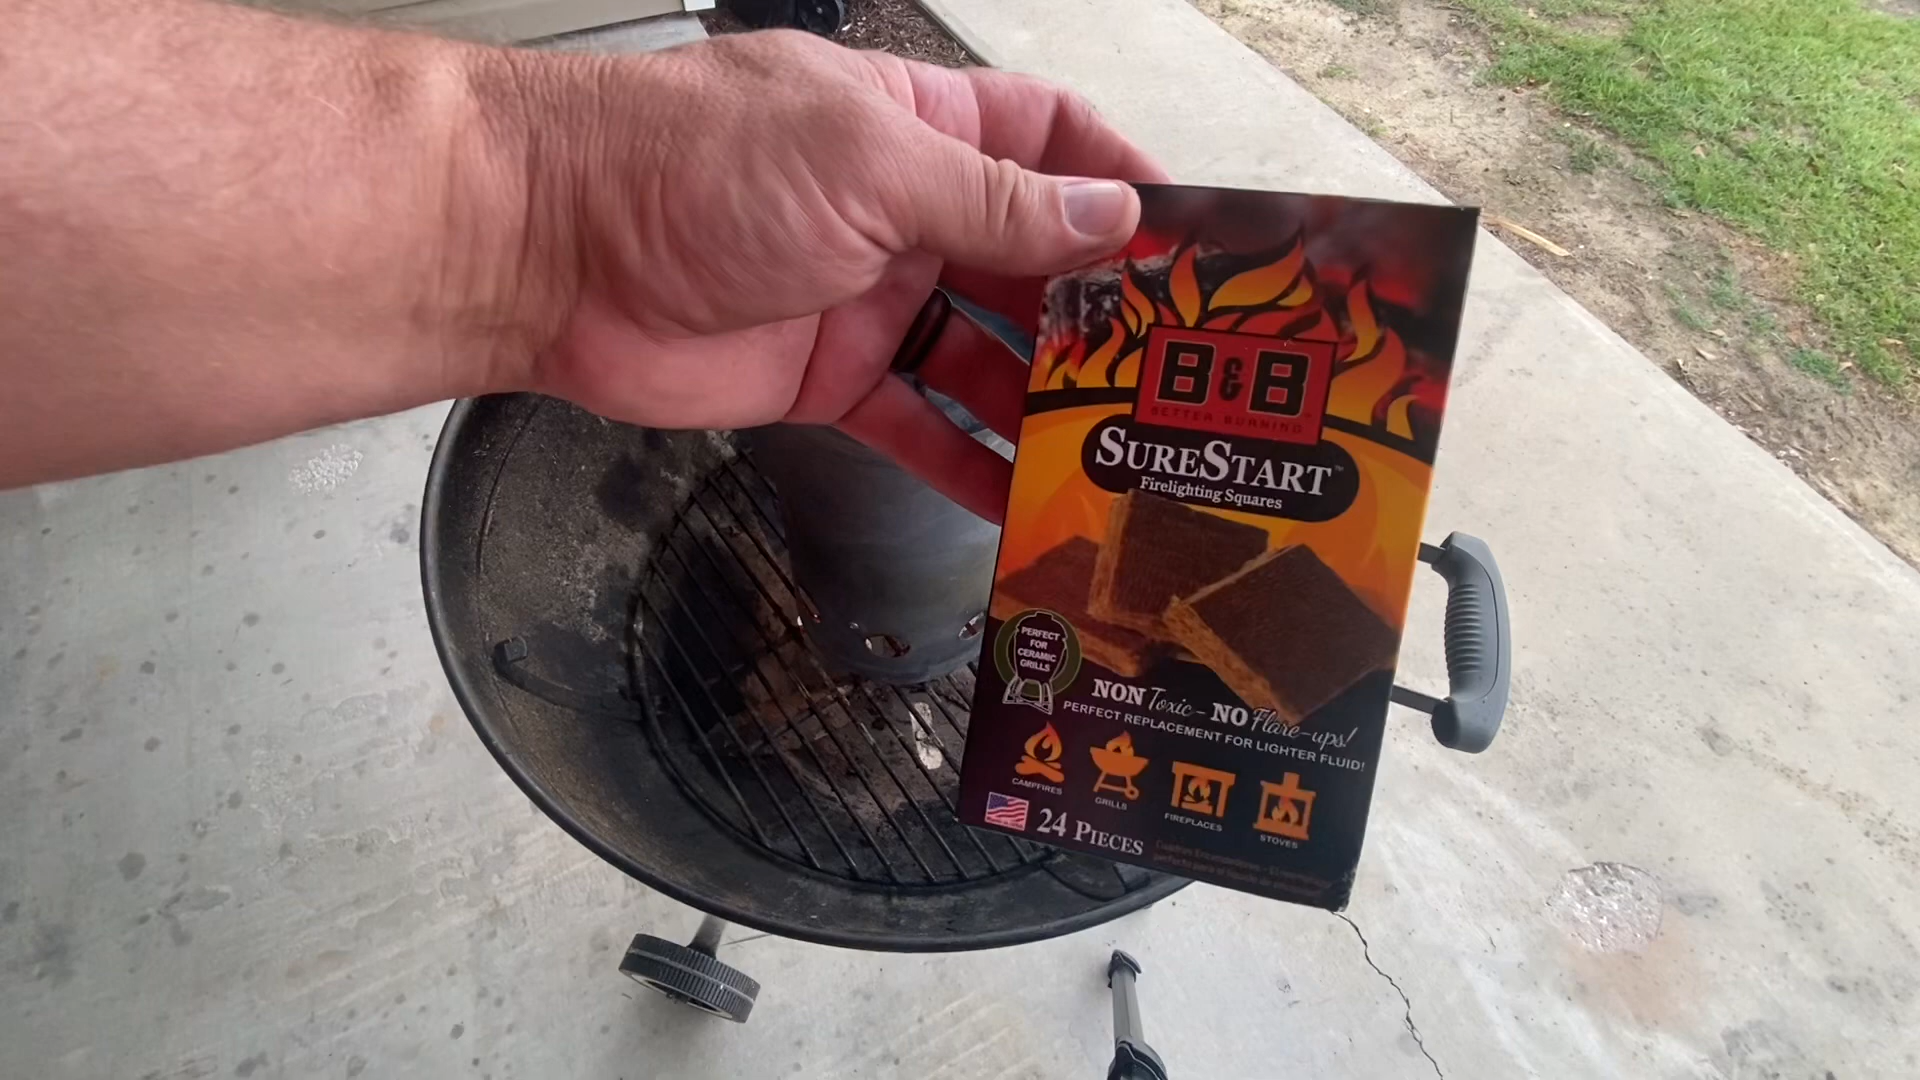 B&B
BETTER BURNING
SURESTART™
Firelighting Squares
PERFECT
FOR
CERAMIC
GRILLS
NON Toxic - NO Flare-ups!
PERFECT REPLACEMENT FOR LIGHTER FLUID!
CAMPFIRES
GRILLS
FIREPLACES
STOVES
24 PIECES